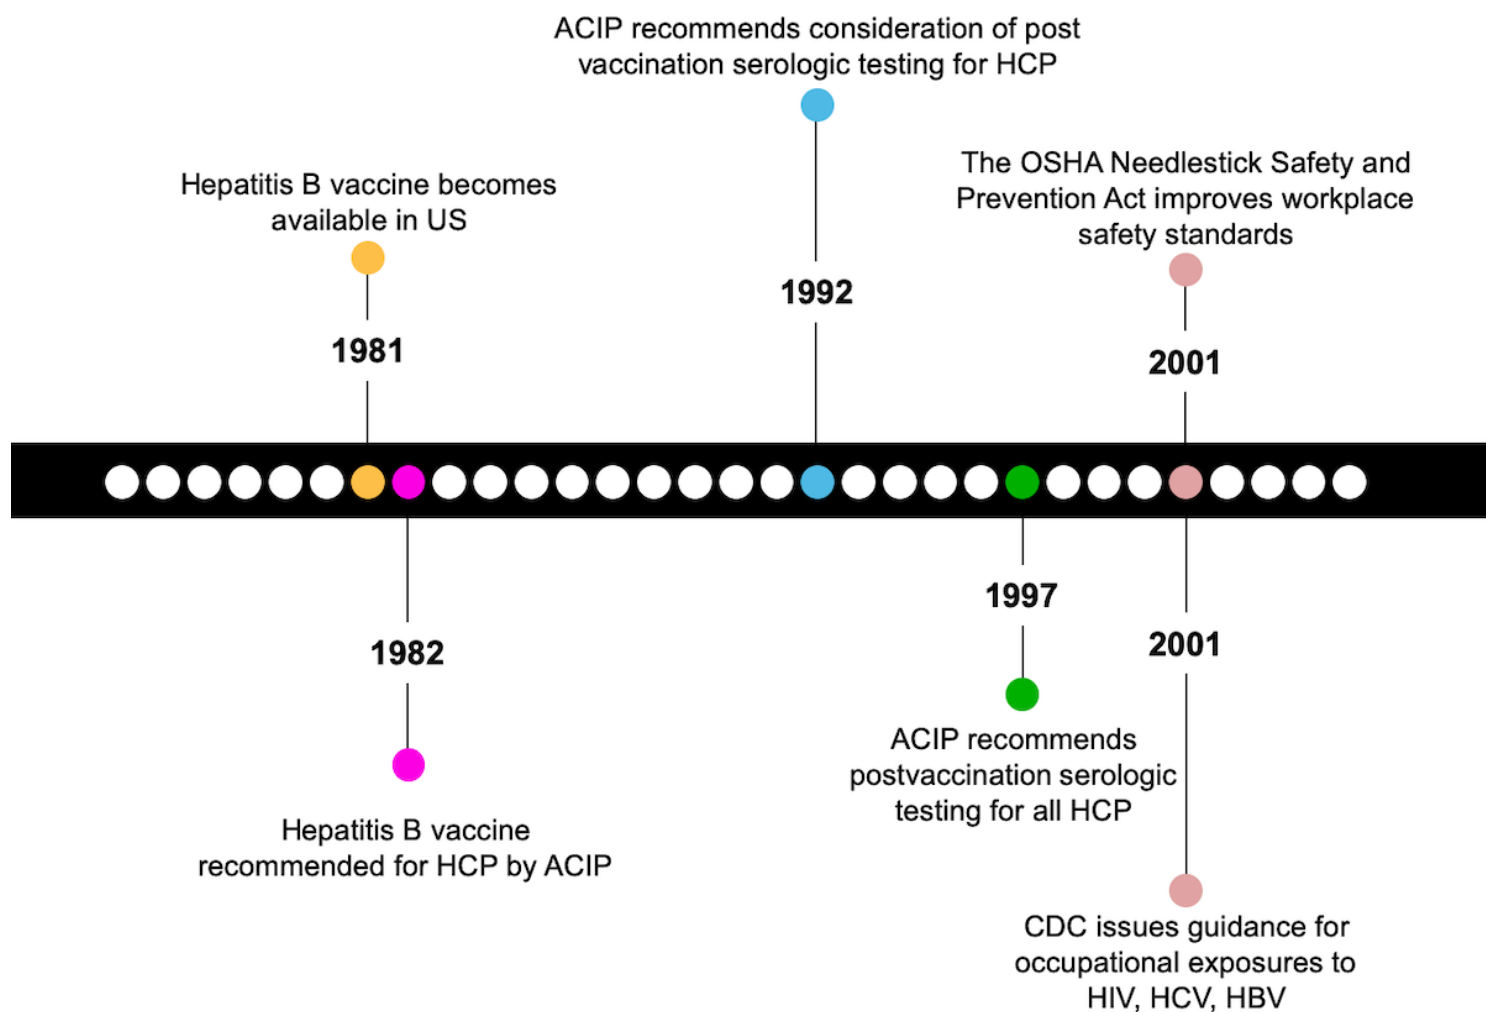 ACIP recommends consideration of post
vaccination serologic testing for HCP
Hepatitis B vaccine becomes
available in US
The OSHA Needlestick Safety and
Prevention Act improves workplace
safety standards
1992
1981
2001
1997
1982
2001
ACIP recommends
postvaccination serologic
testing for all HCP
Hepatitis B vaccine
recommended for HCP by ACIP
CDC issues guidance for
occupational exposures to
HIV, HCV, HBV